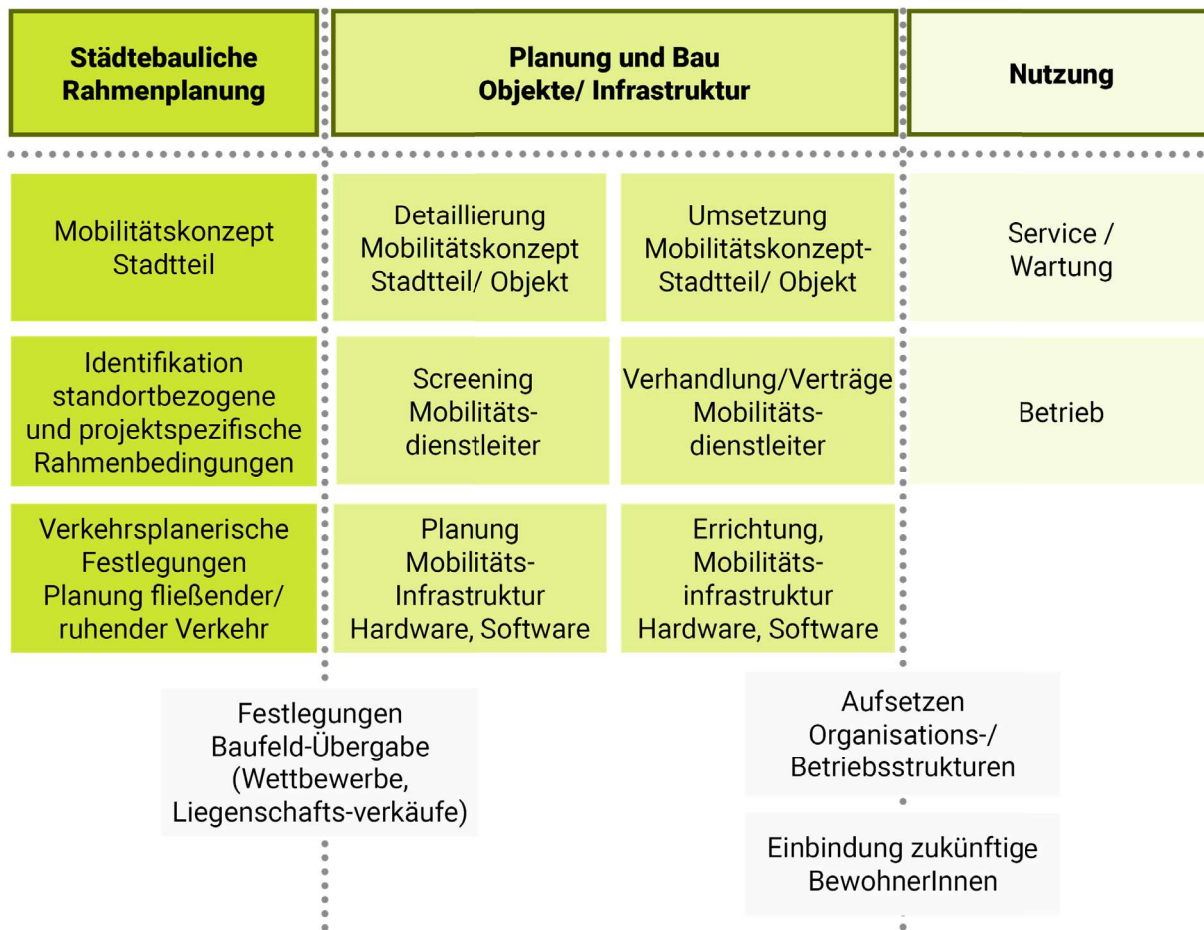 Städtebauliche
Rahmenplanung
Planung und Bau
Objekte/ Infrastruktur
Nutzung
Mobilitätskonzept
Stadtteil
Detaillierung
Mobilitätskonzept
Stadtteil/ Objekt
Umsetzung
Mobilitätskonzept-
Stadtteil/ Objekt
Service /
Wartung
Identifikation
standortbezogene
und projektspezifische
Rahmenbedingungen
Screening
Mobilitäts-
dienstleiter
Verhandlung/Verträge
Mobilitäts-
dienstleiter
Betrieb
Verkehrsplanerische
Festlegungen
Planung fließender/
ruhender Verkehr
Planung
Mobilitäts-
Infrastruktur
Hardware, Software
Errichtung,
Mobilitäts-
infrastruktur
Hardware, Software
Festlegungen
Baufeld-Übergabe
(Wettbewerbe,
Liegenschafts-verkäufe)
Aufsetzen
Organisations-/
Betriebsstrukturen
Einbindung zukünftige
BewohnerInnen